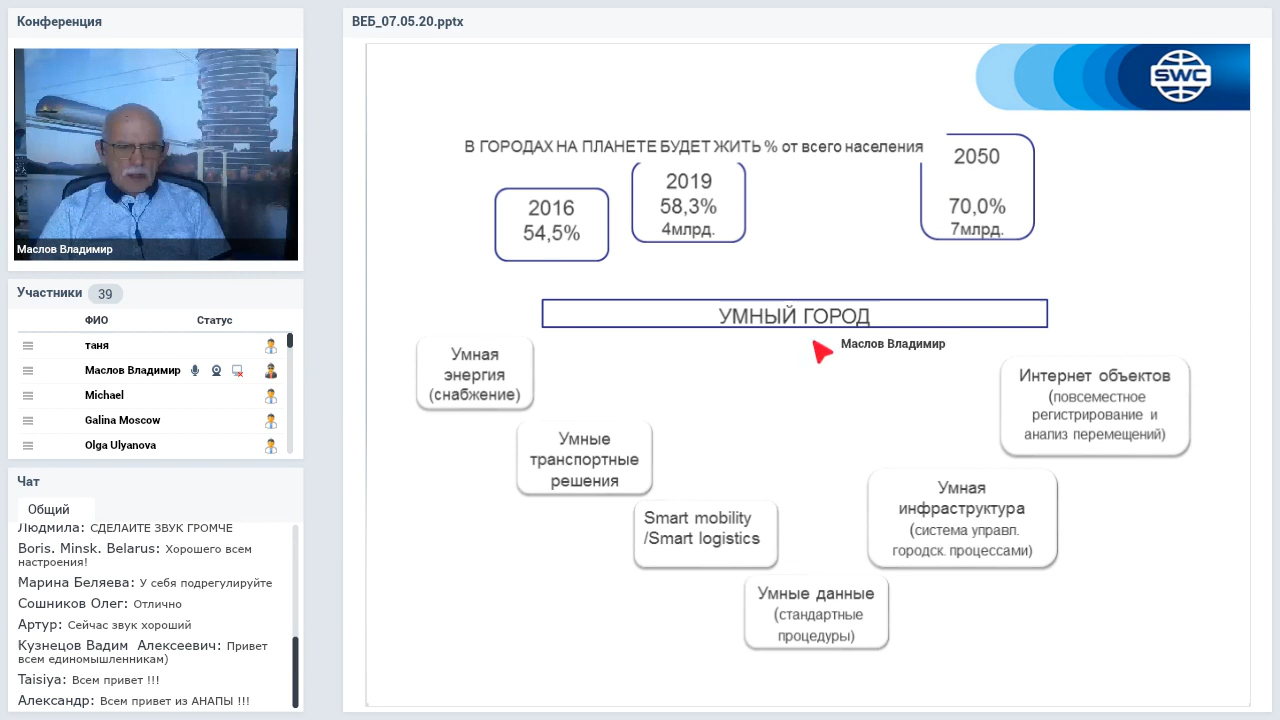 Конференция
Маслов Владимир
Участники 39
ФИО Статус
таня
Маслов Владимир
Michael
Galina Moscow
Olga Ulyanova
Чат
Общий
Людмила: СДЕЛАЙТЕ ЗВУК ГРОМЧЕ
Boris. Minsk. Belarus: Хорошего всем
настроения!
Марина Беляева: У себя подрегулируйте
Сошников Олег: Отлично
Артур: Сейчас звук хороший
Кузнецов Вадим Алексеевич: Привет
всем единомышленникам)
Taisiya: Всем привет !!!
Александр: Всем привет из АНАПЫ !!!
ВЕБ_07.05.20.pptx
SWC
В ГОРОДАХ НА ПЛАНЕТЕ БУДЕТ ЖИТЬ % от всего населения
2016
54,5%
2019
58,3%
4млрд.
2050
70,0%
7млрд.
УМНЫЙ ГОРОД
Маслов Владимир
Умная
энергия
(снабжение)
Умные
транспортные
решения
Smart mobility
/Smart logistics
Умные данные
(стандартные
процедуры)
Умная
инфраструктура
(система управл.
городск. процессами)
Интернет объектов
(повсеместное
регистрирование и
анализ перемещений)